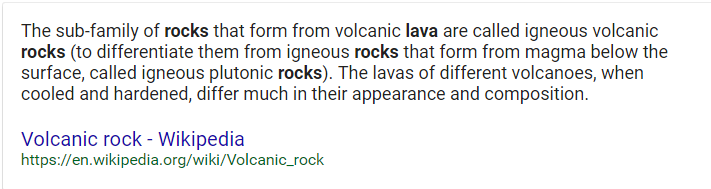 The sub-family of rocks that form from volcanic lava are called igneous volcanic
rocks (to differentiate them from igneous rocks that form from magma below the
surface, called igneous plutonic rocks). The lavas of different volcanoes, when
cooled and hardened, differ much in their appearance and composition.
Volcanic rock - Wikipedia
https://en.wikipedia.org/wiki/Volcanic_rock